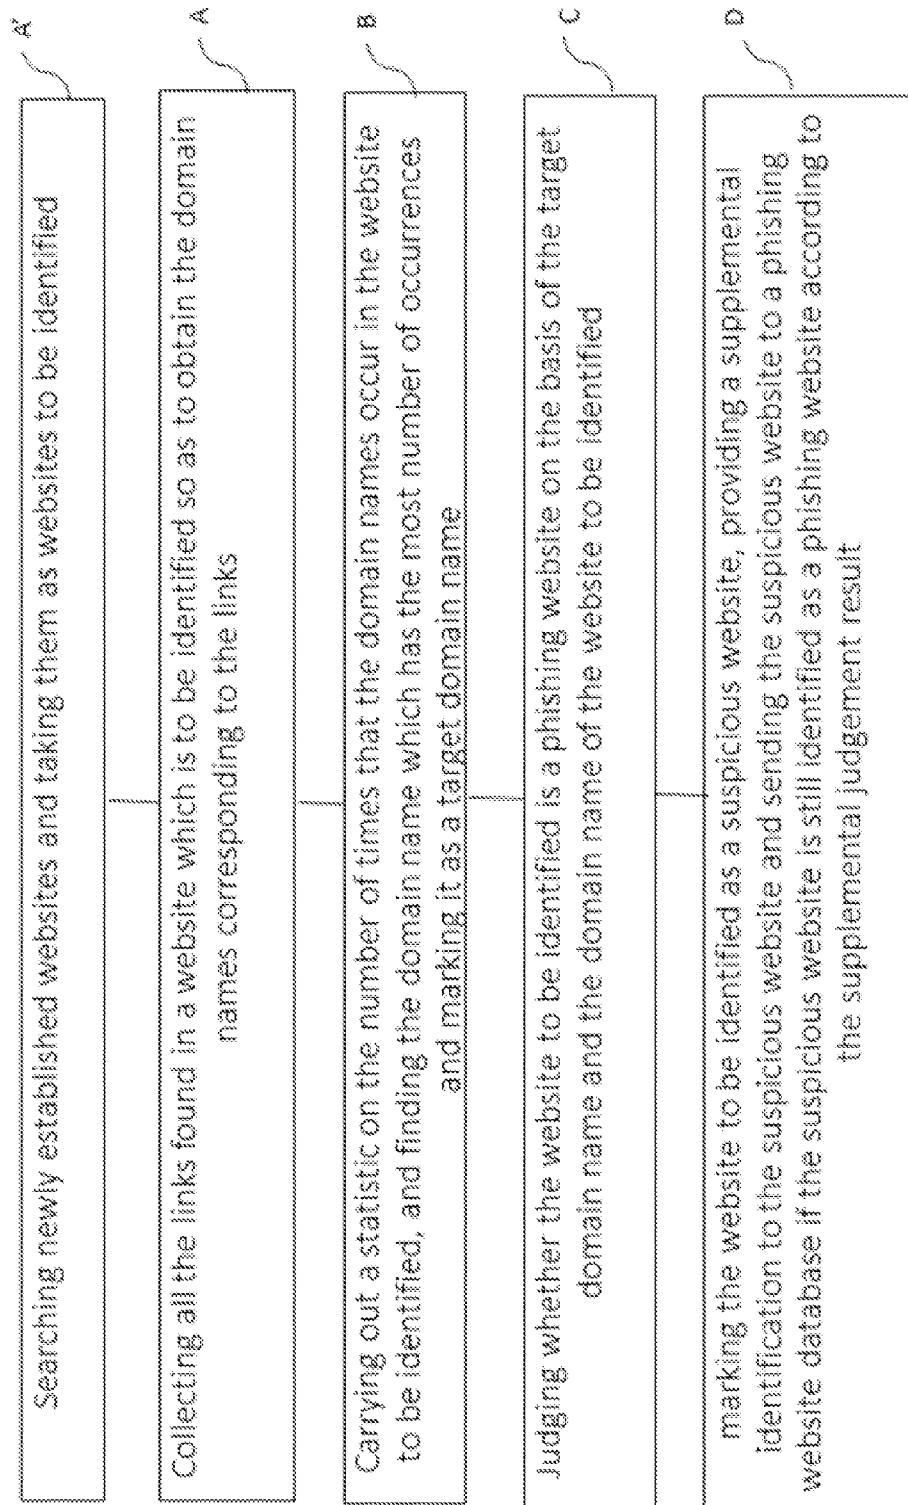 A'
Searching newly established websites and taking them as websites to be identified
A
Collecting all the links found in a website which is to be identified so as to obtain the domain
names corresponding to the links
B
Carrying out a statistic on the number of times that the domain names occur in the website
to be identified, and finding the domain name which has the most number of occurrences
and marking it as a target domain name
C
Judging whether the website to be identified is a phishing website on the basis of the target
domain name and the domain name of the website to be identified
D
marking the website to be identified as a suspicious website, providing a supplemental
identification to the suspicious website and sending the suspicious website to a phishing
website database if the suspicious website is still identified as a phishing website according to
the supplemental judgement result